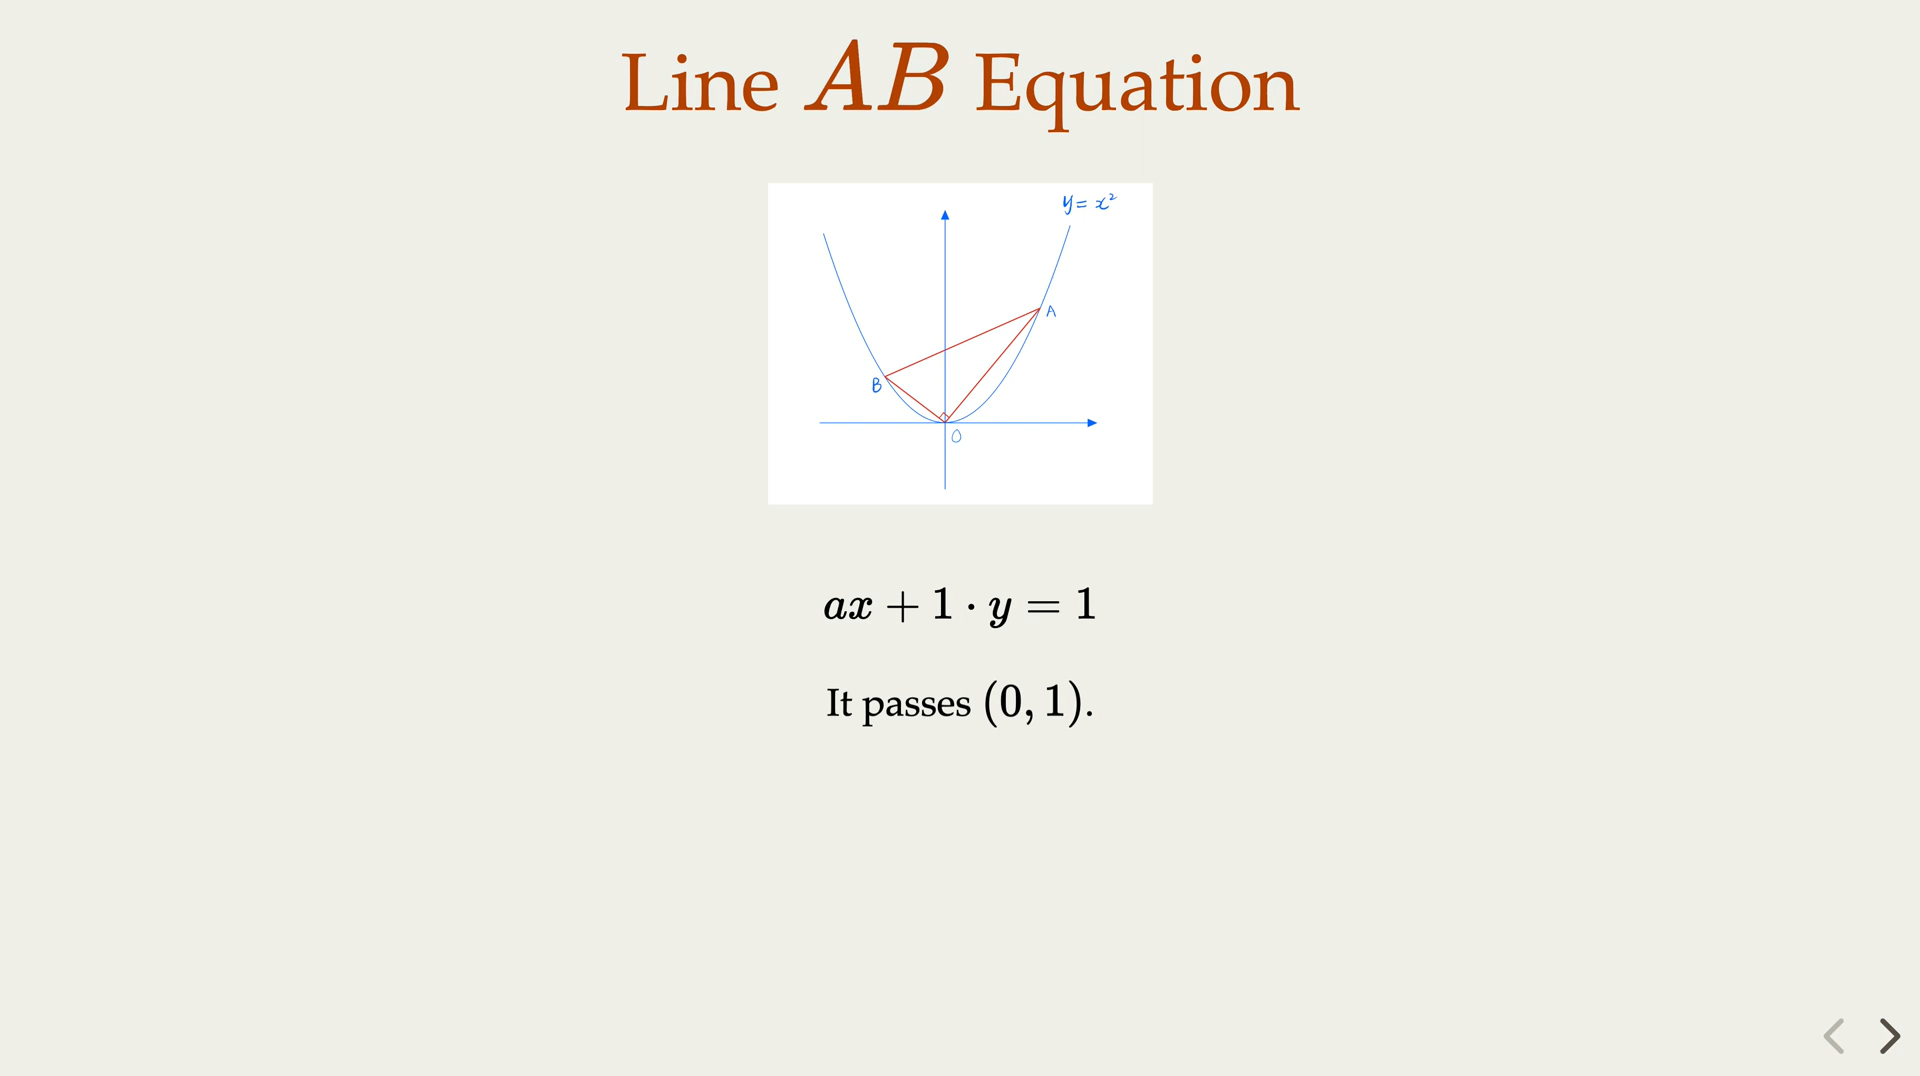 Line AB Equation
y = x²
A
B
O
ax + 1 · y = 1
It passes (0, 1).